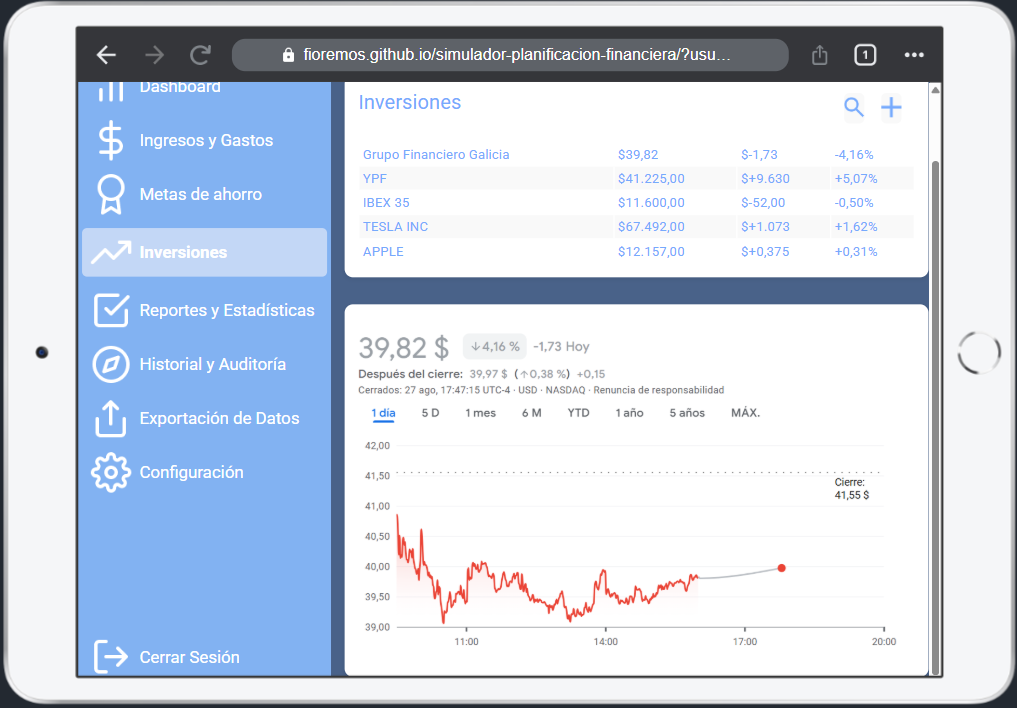 fioremos.github.io/simulador-planificacion-financiera/?usu...
1
Dashboard
Ingresos y Gastos
Metas de ahorro
Inversiones
Reportes y Estadísticas
Historial y Auditoría
Exportación de Datos
Configuración
Cerrar Sesión
Inversiones
Grupo Financiero Galicia $39,82 $-1,73 -4,16%
YPF $41.225,00 $+9.630 +5,07%
IBEX 35 $11.600,00 $-52,00 -0,50%
TESLA INC $67.492,00 $+1.073 +1,62%
APPLE $12.157,00 $+0,375 +0,31%
39,82 $ ↓4,16 % -1,73 Hoy
Después del cierre: 39,97 $ (↑0,38 %) +0,15
Cerrados: 27 ago, 17:47:15 UTC-4 · USD · NASDAQ · Renuncia de responsabilidad
1 día 5 D 1 mes 6 M YTD 1 año 5 años MÁX.
42,00
41,50
Cierre:
41,55 $
41,00
40,50
40,00
39,50
39,00
11:00 14:00 17:00 20:00